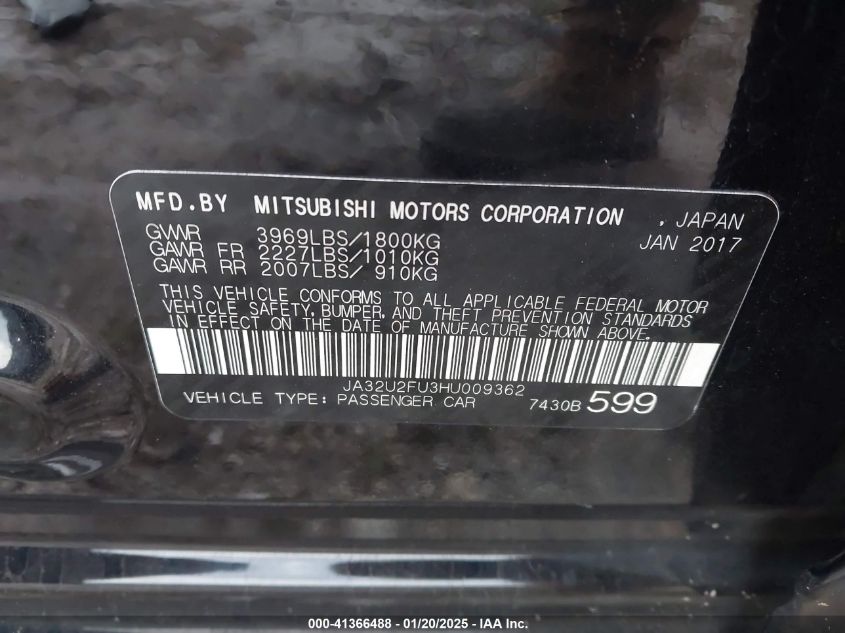 MFD.BY MITSUBISHI MOTORS CORPORATION , JAPAN
GVWR 3969LBS/1800KG JAN 2017
GAWR FR 2227LBS/1010KG
GAWR RR 2007LBS/ 910KG
THIS VEHICLE CONFORMS TO ALL APPLICABLE FEDERAL MOTOR
VEHICLE SAFETY, BUMPER, AND THEFT PREVENTION STANDARDS
IN EFFECT ON THE DATE OF MANUFACTURE SHOWN ABOVE.
JA32U2FU3HU009362
VEHICLE TYPE: PASSENGER CAR 7430B 599
000-41366488 - 01/20/2025 - IAA Inc.